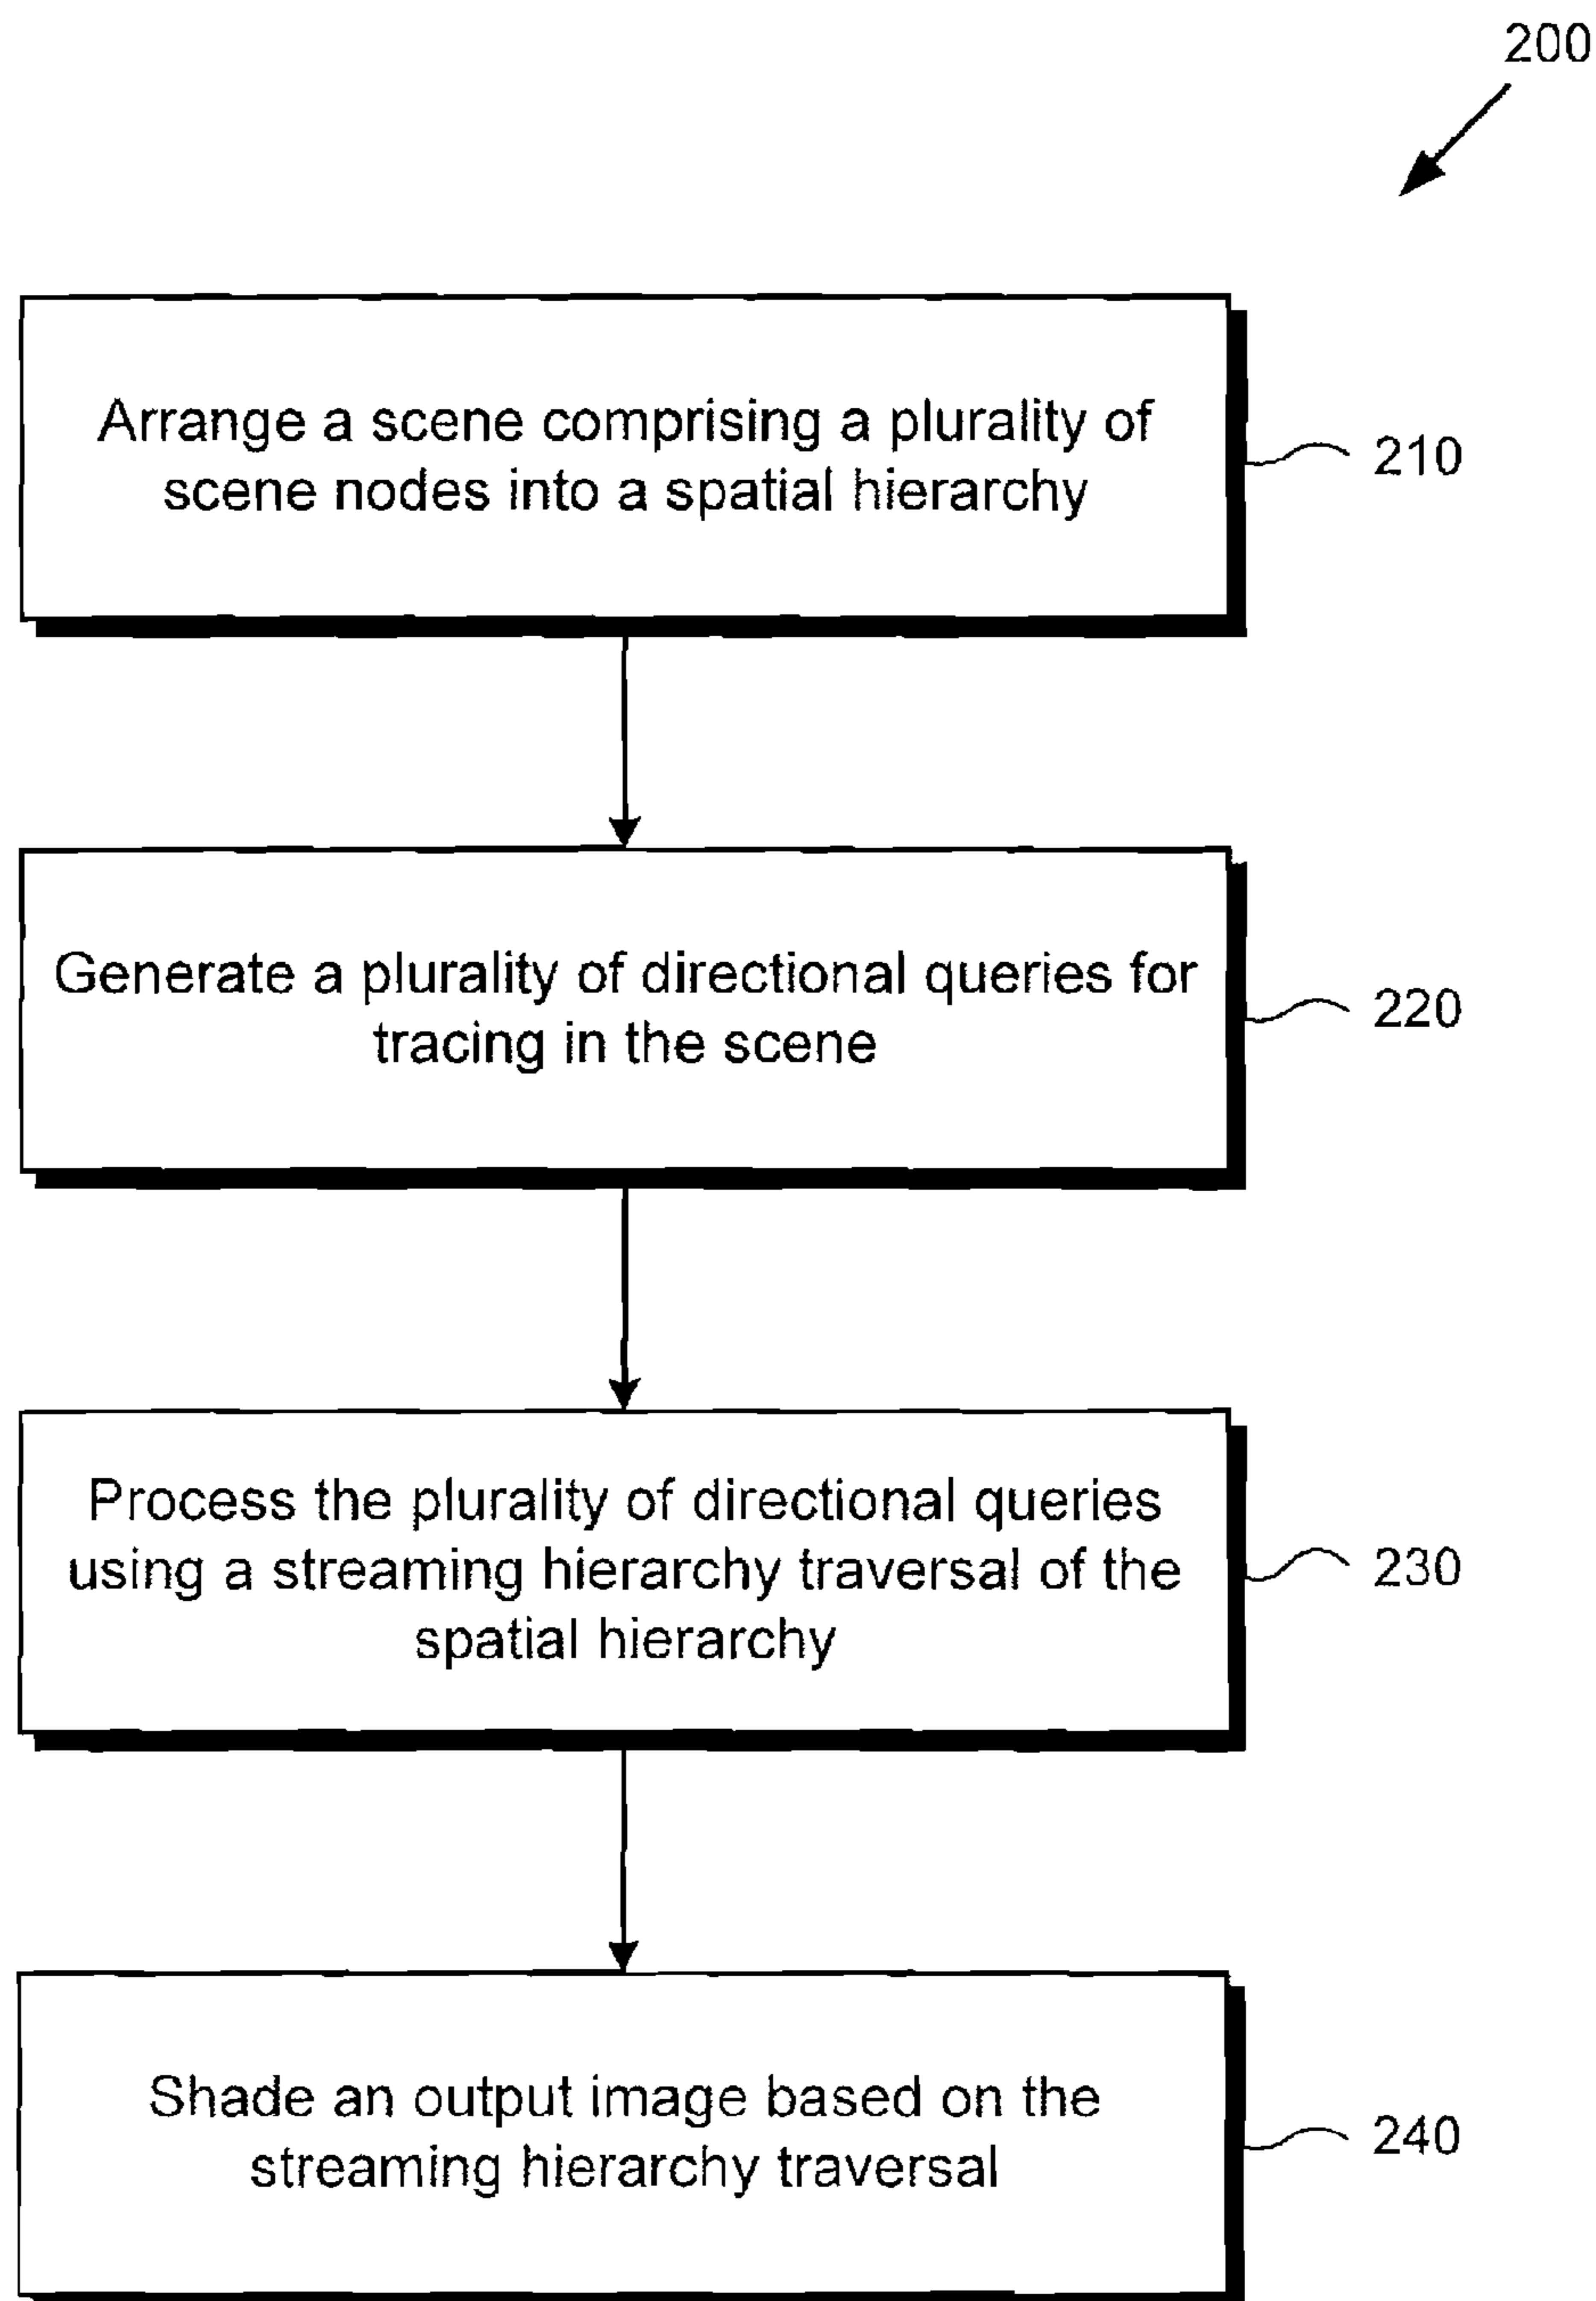 200
Arrange a scene comprising a plurality of
scene nodes into a spatial hierarchy
210
Generate a plurality of directional queries for
tracing in the scene
220
Process the plurality of directional queries
using a streaming hierarchy traversal of the
spatial hierarchy
230
Shade an output image based on the
streaming hierarchy traversal
240